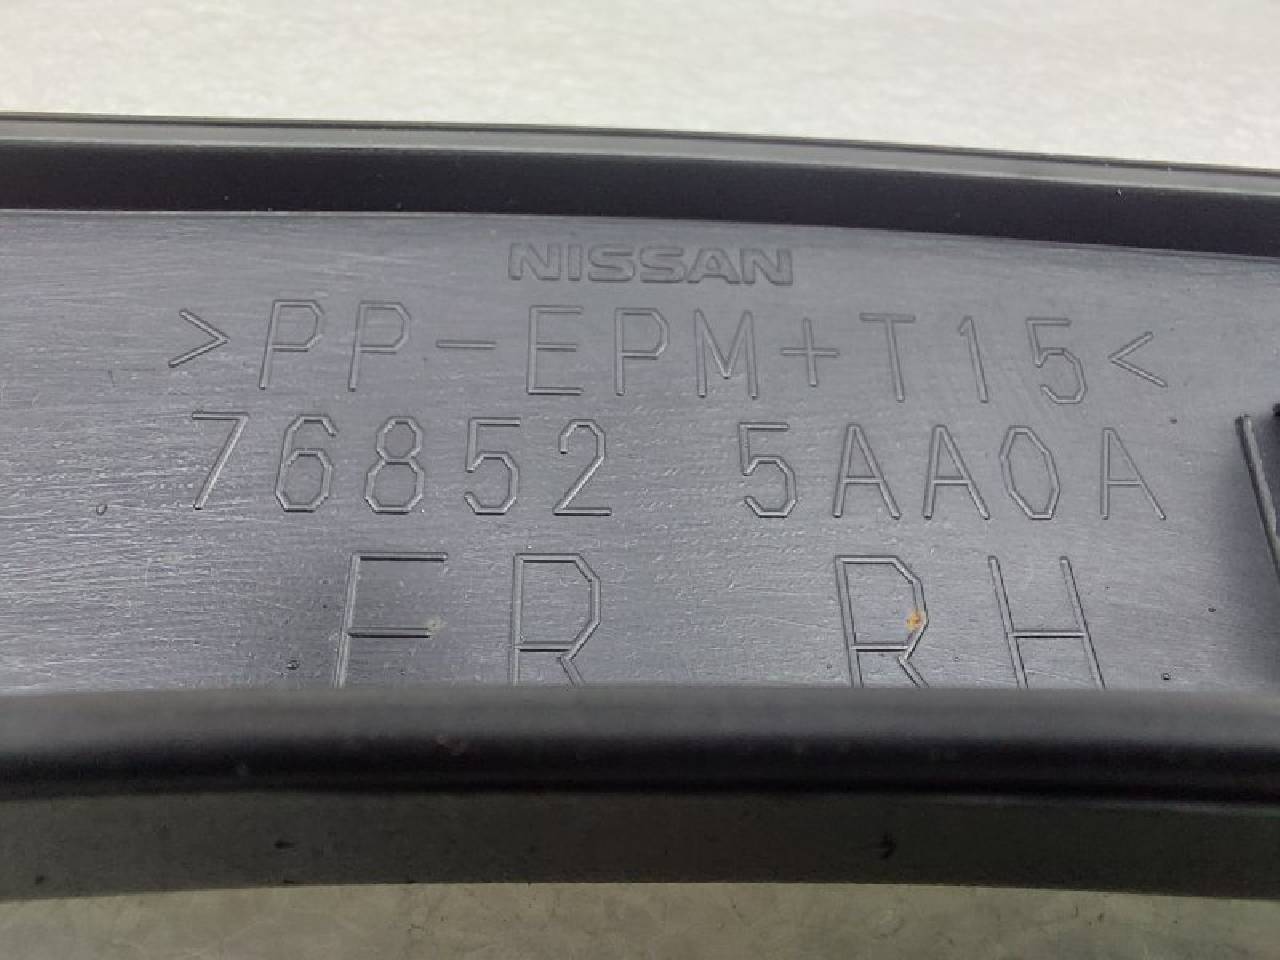 NISSAN
>PP-EPM+T15<
76852 5AA0A
FR RH